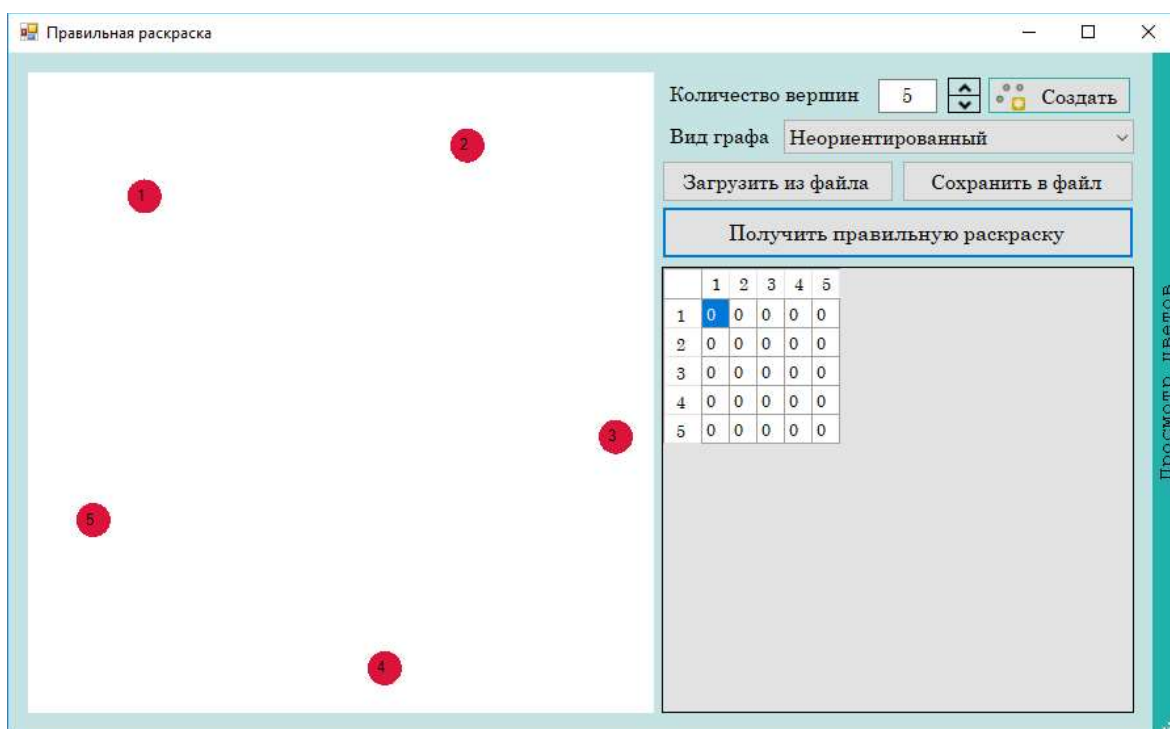 Правильная раскраска
Количество вершин 5 Создать
Вид графа Неориентированный
Загрузить из файла Сохранить в файл
Получить правильную раскраску
1 2 3 4 5
1 0 0 0 0 0
2 0 0 0 0 0
3 0 0 0 0 0
4 0 0 0 0 0
5 0 0 0 0 0
2
1
3
5
4
Просмотр цветов